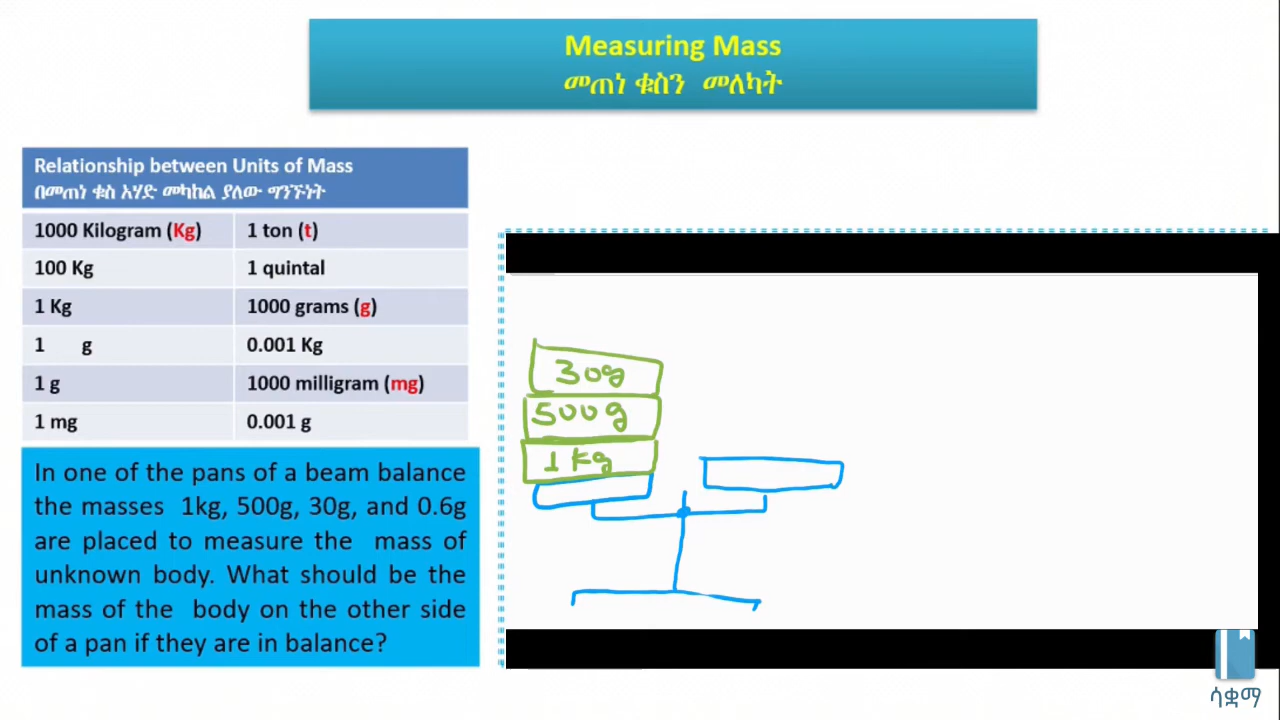 Measuring Mass
መጠነ ቁስን መለካት
Relationship between Units of Mass
በመጠነ ቁስ አሃድ መካከል ያለው ግንኙነት
1000 Kilogram (Kg) 1 ton (t)
100 Kg 1 quintal
1 Kg 1000 grams (g)
1 g 0.001 Kg
1 g 1000 milligram (mg)
1 mg 0.001 g
In one of the pans of a beam balance
the masses 1kg, 500g, 30g, and 0.6g
are placed to measure the mass of
unknown body. What should be the
mass of the body on the other side
of a pan if they are in balance?
30g
500g
1kg
ሳቋማ